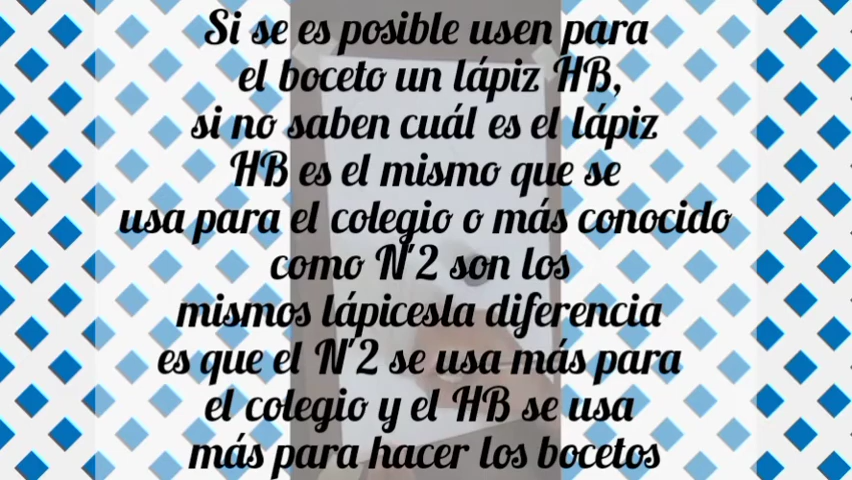 Si se es posible usen para
el boceto un lápiz HB,
si no saben cuál es el lápiz
HB es el mismo que se
usa para el colegio o más conocido
como N'2 son los
mismos lápicesla diferencia
es que el N'2 se usa más para
el colegio y el HB se usa
más para hacer los bocetos